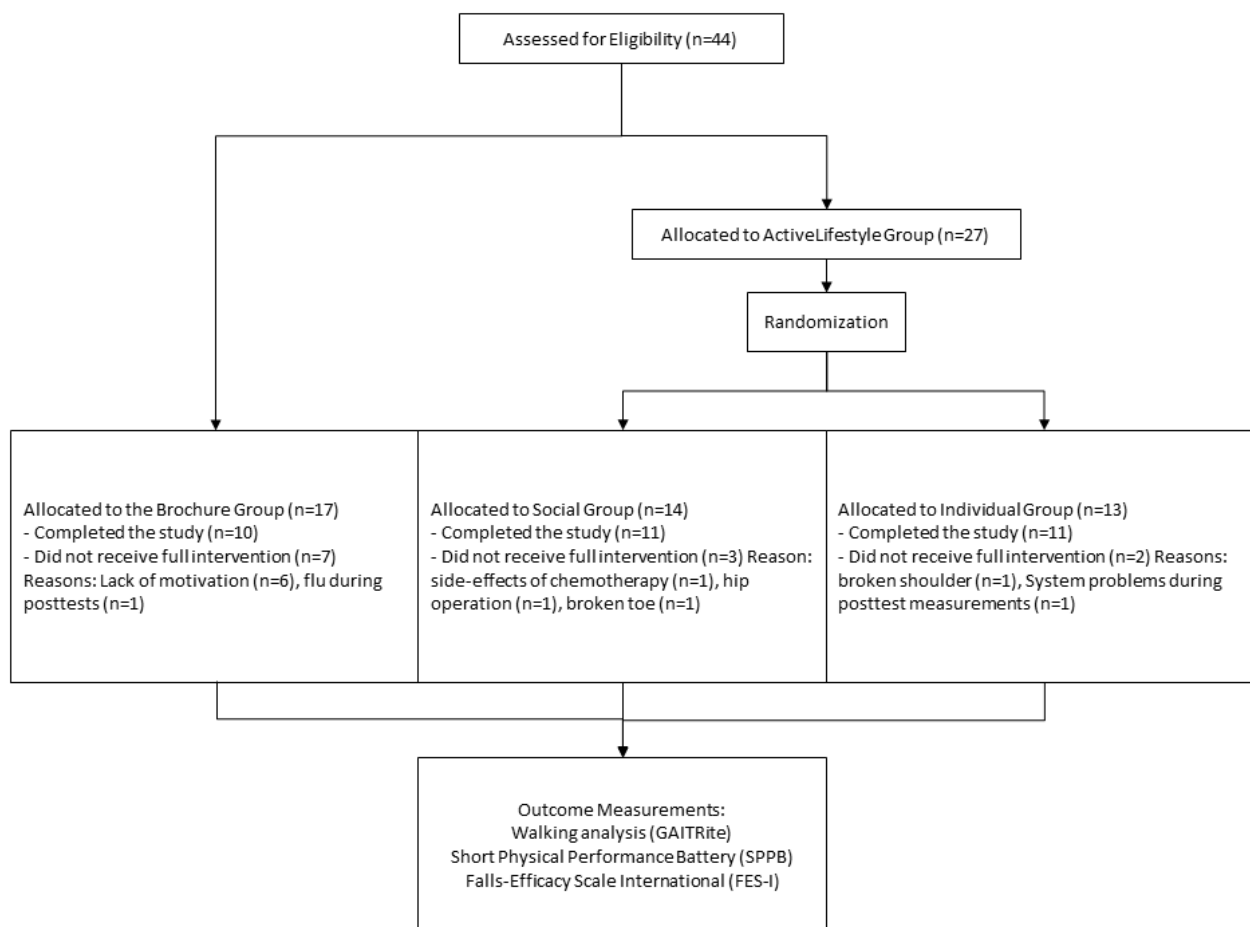 Assessed for Eligibility (n=44)
Allocated to ActiveLifestyle Group (n=27)
Randomization
Allocated to the Brochure Group (n=17)
- Completed the study (n=10)
- Did not receive full intervention (n=7)
Reasons: Lack of motivation (n=6), flu during
posttests (n=1)
Allocated to Social Group (n=14)
- Completed the study (n=11)
- Did not receive full intervention (n=3) Reason:
side-effects of chemotherapy (n=1), hip
operation (n=1), broken toe (n=1)
Allocated to Individual Group (n=13)
- Completed the study (n=11)
- Did not receive full intervention (n=2) Reasons:
broken shoulder (n=1), System problems during
posttest measurements (n=1)
Outcome Measurements:
Walking analysis (GAITRite)
Short Physical Performance Battery (SPPB)
Falls-Efficacy Scale International (FES-I)